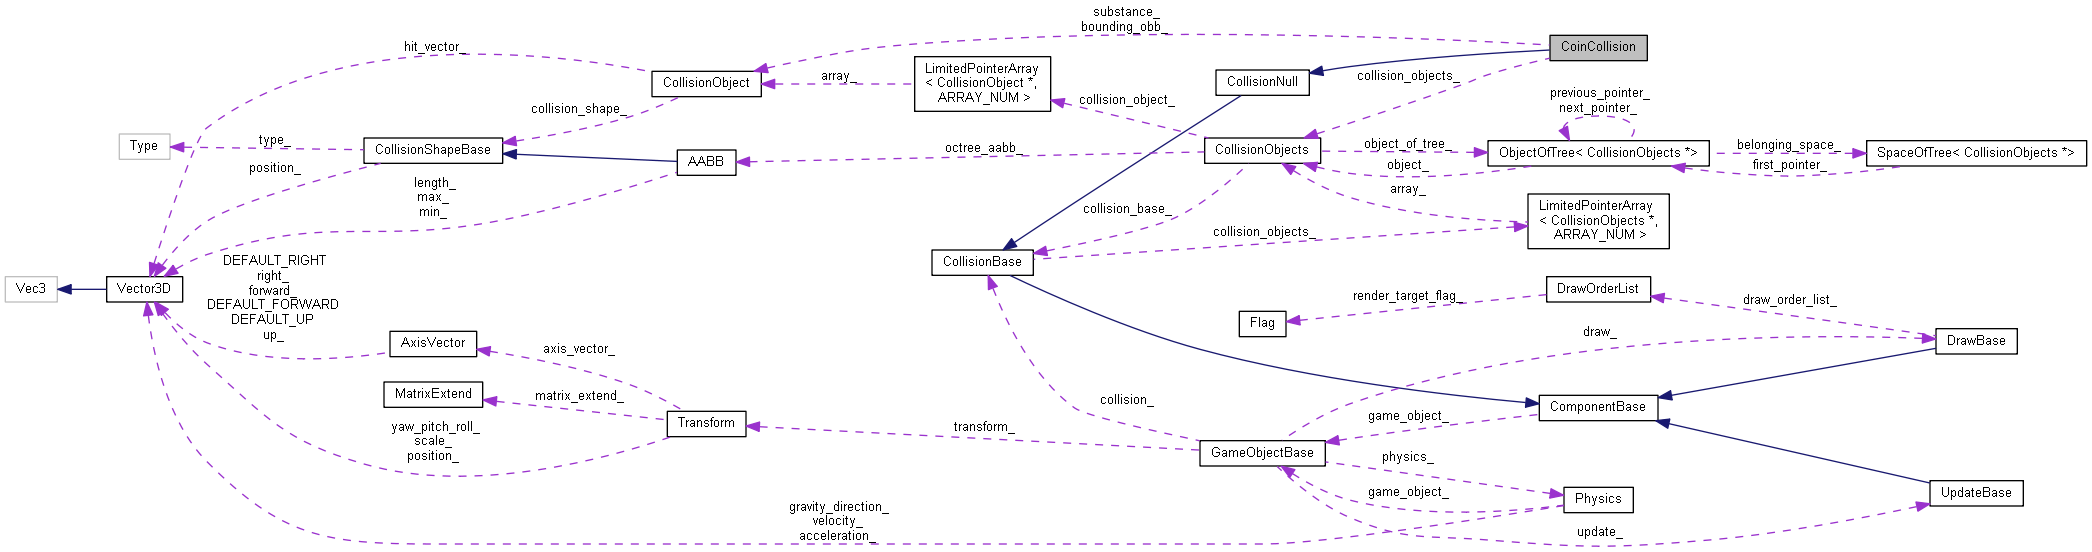 substance_
bounding_obb_
hit_vector_
CoinCollision
LimitedPointerArray
< CollisionObject *,
ARRAY_NUM >
array_
CollisionObject
CollisionNull
collision_objects_
previous_pointer_
next_pointer_
collision_object_
collision_shape_
type_
Type
CollisionShapeBase
AABB
octree_aabb_
CollisionObjects
object_of_tree_
object_
ObjectOfTree< CollisionObjects *>
belonging_space_
first_pointer_
SpaceOfTree< CollisionObjects *>
position_
length_
max_
min_
array_
LimitedPointerArray
< CollisionObjects *,
ARRAY_NUM >
collision_base_
collision_objects_
CollisionBase
DEFAULT_RIGHT
right_
forward_
DEFAULT_FORWARD
DEFAULT_UP
up_
Vec3
Vector3D
DrawOrderList
render_target_flag_
draw_order_list_
Flag
draw_
DrawBase
AxisVector
axis_vector_
MatrixExtend
matrix_extend_
collision_
ComponentBase
game_object_
Transform
transform_
yaw_pitch_roll_
scale_
position_
GameObjectBase
physics_
game_object_
Physics
UpdateBase
gravity_direction_
velocity_
acceleration_
update_